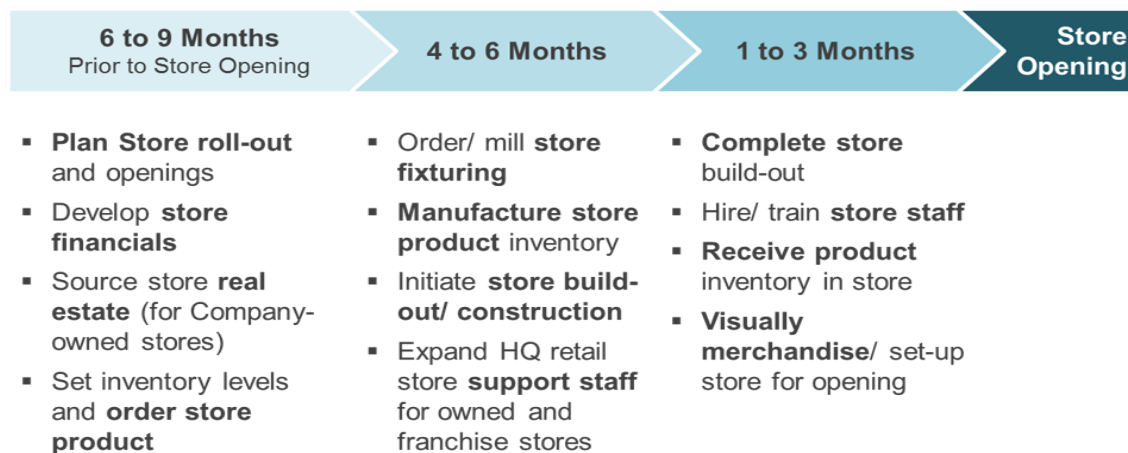 6 to 9 Months
Prior to Store Opening
4 to 6 Months
1 to 3 Months
Store
Opening
▪ Plan Store roll-out
and openings
▪ Develop store
financials
▪ Source store real
estate (for Company-
owned stores)
▪ Set inventory levels
and order store
product
▪ Order/ mill store
fixturing
▪ Manufacture store
product inventory
▪ Initiate store build-
out/ construction
▪ Expand HQ retail
store support staff
for owned and
franchise stores
▪ Complete store
build-out
▪ Hire/ train store staff
▪ Receive product
inventory in store
▪ Visually
merchandise/ set-up
store for opening